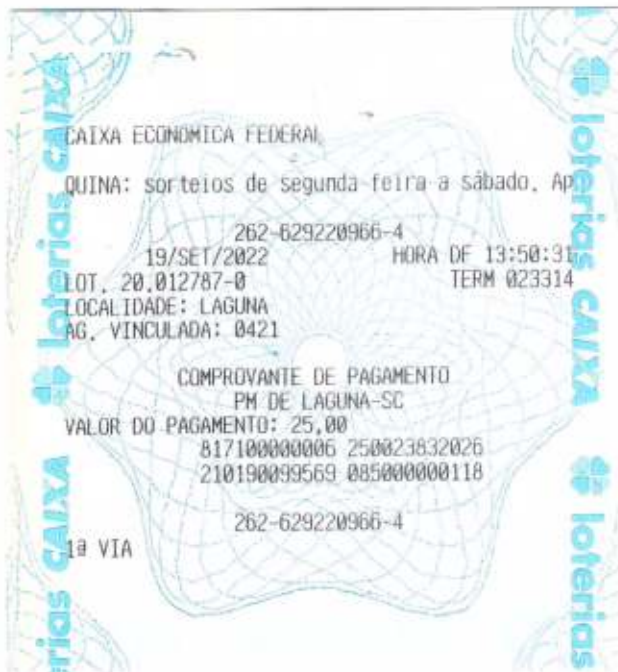 CAIXA ECONOMICA FEDERAL
QUINA: sorteios de segunda feira a sábado. Ap
262-629220966-4
19/SET/2022 HORA DF 13:50:31
LOT. 20.012787-0 TERM 023314
LOCALIDADE: LAGUNA
AG. VINCULADA: 0421
COMPROVANTE DE PAGAMENTO
PM DE LAGUNA-SC
VALOR DO PAGAMENTO: 25,00
817100000006 250023832026
210190099569 085000000118
262-629220966-4
1ª VIA
loterias CAIXA
loterias CAIXA
loterias CAIXA
loterias